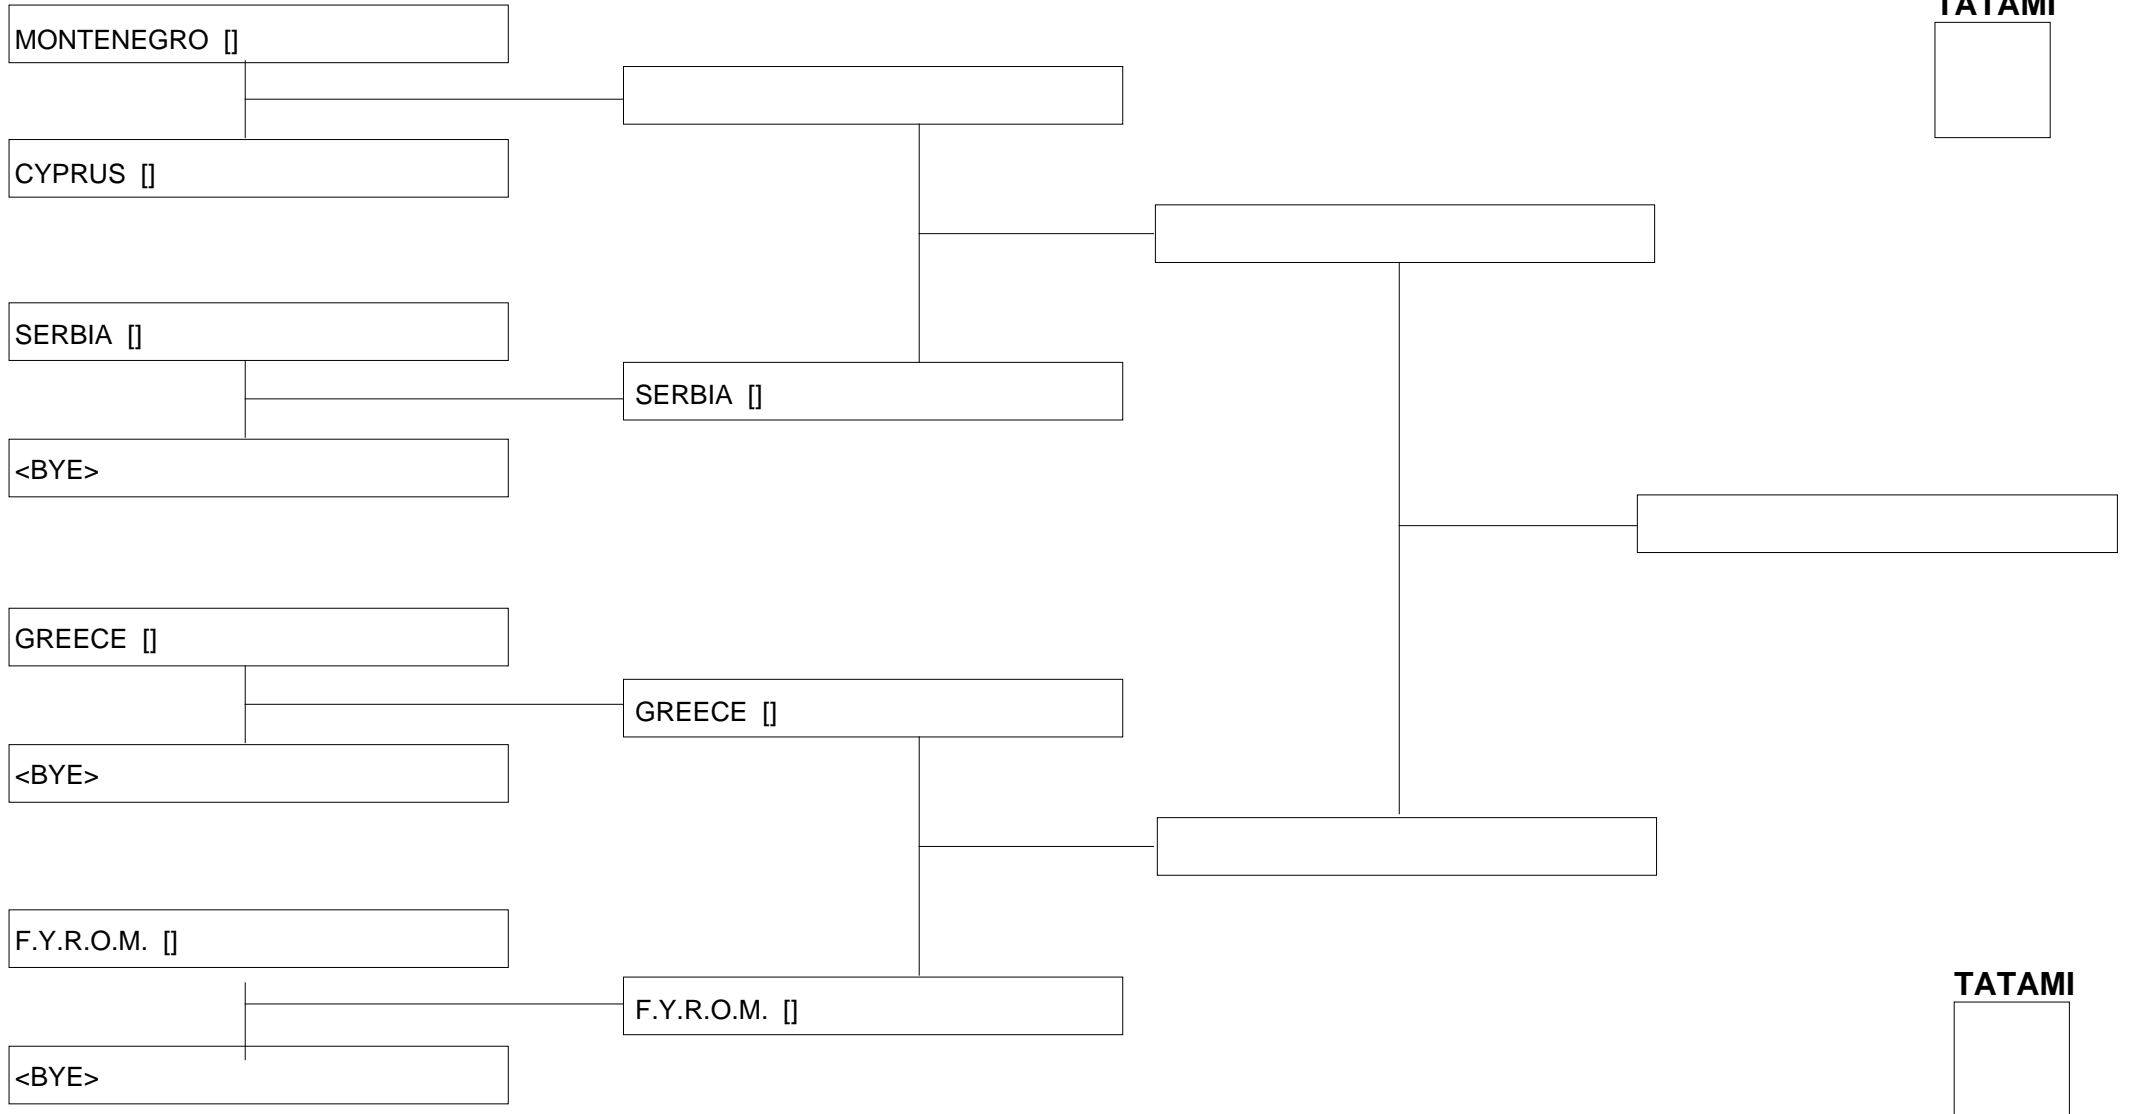 TATAMI
MONTENEGRO []
CYPRUS []
SERBIA []
SERBIA []
<BYE>
GREECE []
GREECE []
<BYE>
F.Y.R.O.M. []
TATAMI
F.Y.R.O.M. []
<BYE>